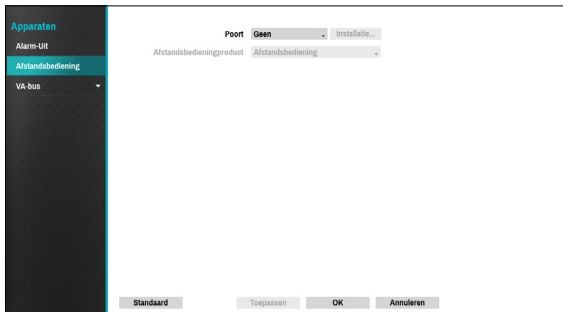 Apparaten
Alarm-Uit
Afstandsbediening
VA-bus
Poort Geen Installatie...
Afstandsbedieningproduct Afstandsbediening
Standaard Toepassen OK Annuleren